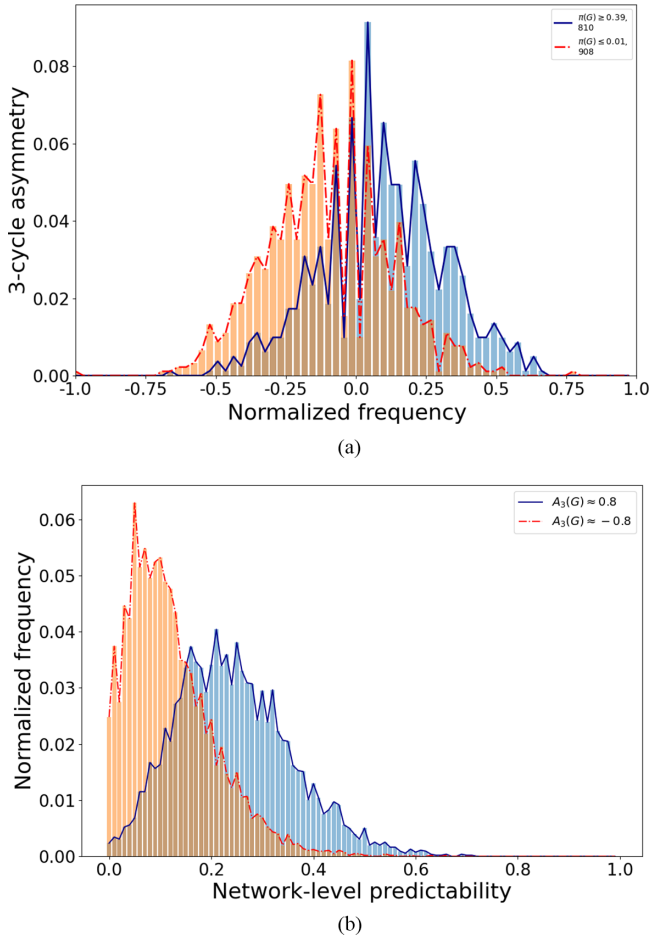 3-cycle asymmetry
0.08
0.06
0.04
0.02
0.00
π(G) ≥ 0.39,
810
π(G) ≤ 0.01,
908
-1.0 -0.75 -0.50 -0.25 0.0 0.25 0.50 0.75 1.0
Normalized frequency
(a)
Normalized frequency
0.06
0.05
0.04
0.03
0.02
0.01
0.00
A₃(G) ≈ 0.8
A₃(G) ≈ − 0.8
0.0 0.2 0.4 0.6 0.8 1.0
Network-level predictability
(b)